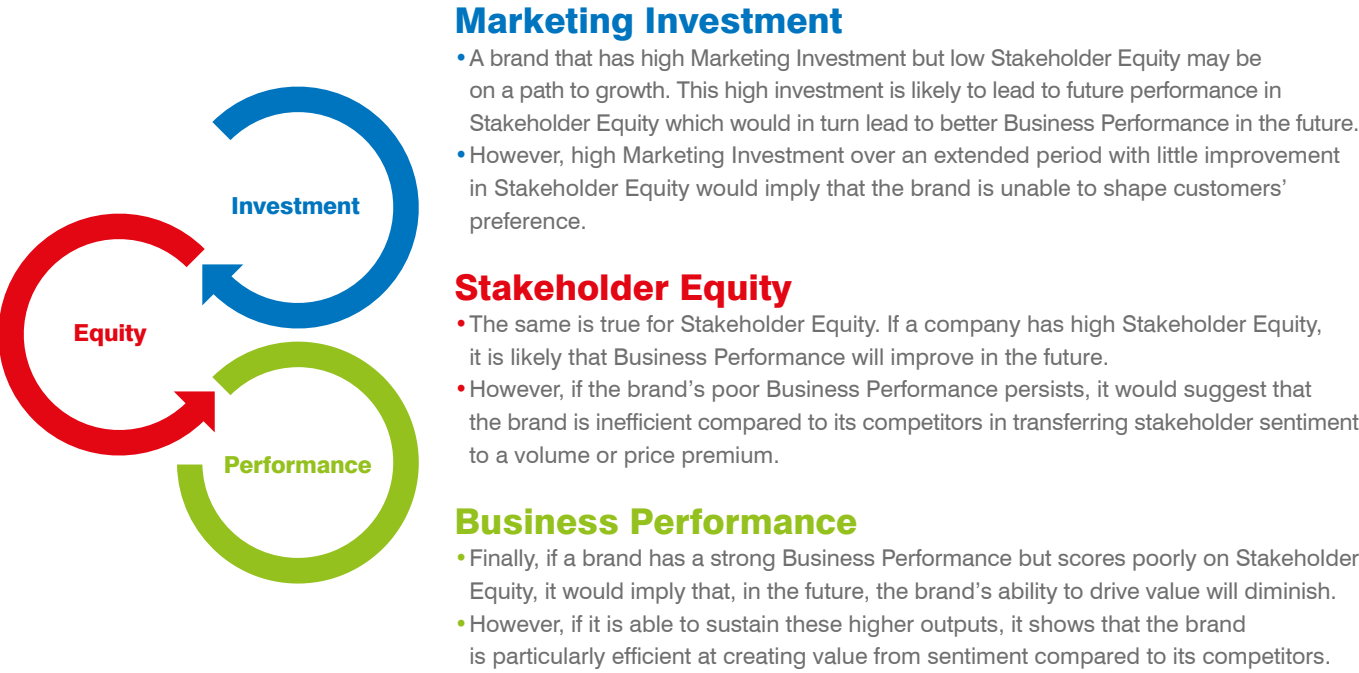 Investment
Equity
Performance
Marketing Investment
•A brand that has high Marketing Investment but low Stakeholder Equity may be
on a path to growth. This high investment is likely to lead to future performance in
Stakeholder Equity which would in turn lead to better Business Performance in the future.
•However, high Marketing Investment over an extended period with little improvement
in Stakeholder Equity would imply that the brand is unable to shape customers’
preference.
Stakeholder Equity
•The same is true for Stakeholder Equity. If a company has high Stakeholder Equity,
it is likely that Business Performance will improve in the future.
•However, if the brand’s poor Business Performance persists, it would suggest that
the brand is inefficient compared to its competitors in transferring stakeholder sentiment
to a volume or price premium.
Business Performance
•Finally, if a brand has a strong Business Performance but scores poorly on Stakeholder
Equity, it would imply that, in the future, the brand’s ability to drive value will diminish.
•However, if it is able to sustain these higher outputs, it shows that the brand
is particularly efficient at creating value from sentiment compared to its competitors.